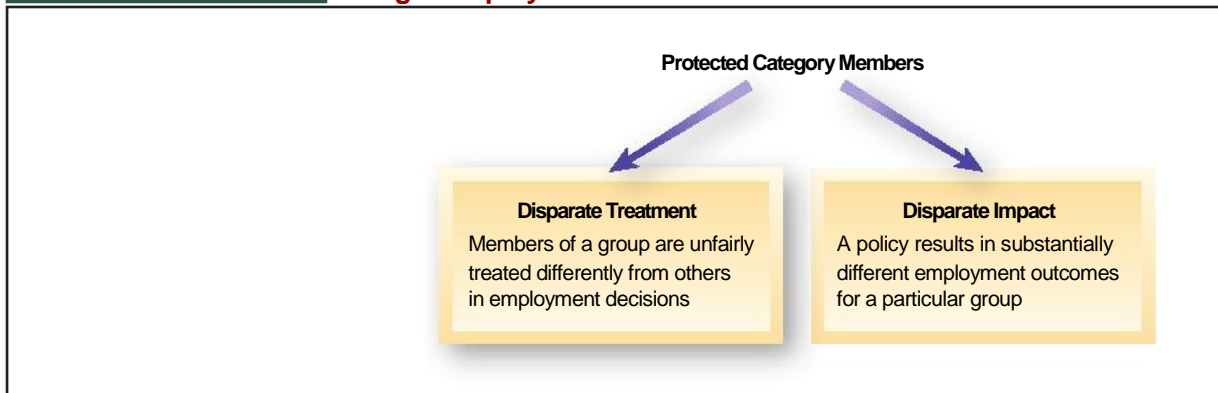 Protected Category Members
Disparate Treatment
Members of a group are unfairly
treated differently from others
in employment decisions
Disparate Impact
A policy results in substantially
different employment outcomes
for a particular group